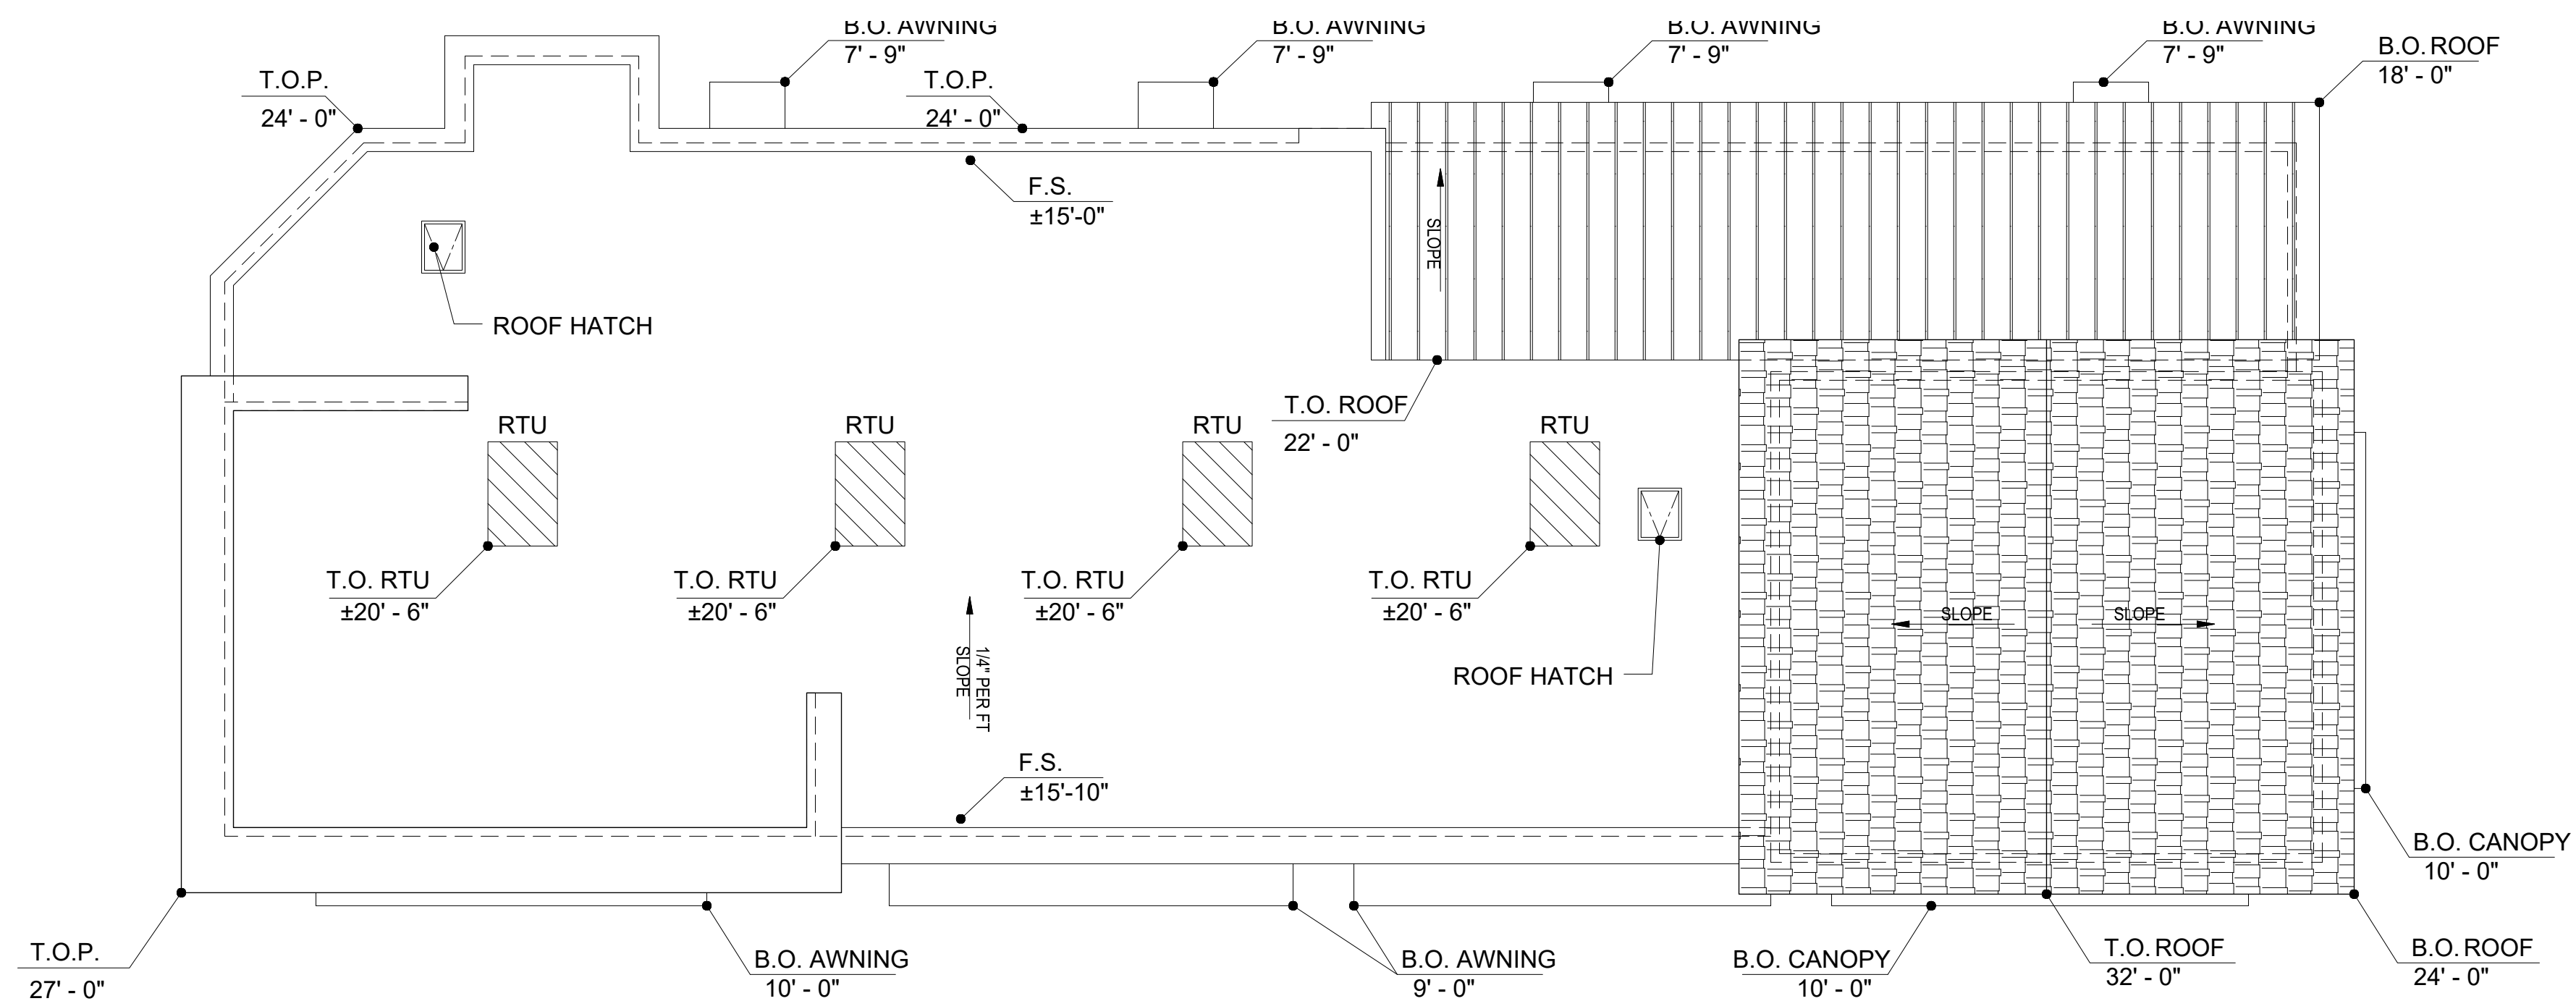 B.O. AWNING
7' - 9"
B.O. AWNING
7' - 9"
B.O. AWNING
7' - 9"
B.O. AWNING
7' - 9"
B.O. ROOF
18' - 0"
T.O.P.
24' - 0"
T.O.P.
24' - 0"
F.S.
±15'-0"
SLOPE
ROOF HATCH
T.O. ROOF
22' - 0"
RTU
RTU
RTU
RTU
T.O. RTU
±20' - 6"
T.O. RTU
±20' - 6"
T.O. RTU
±20' - 6"
T.O. RTU
±20' - 6"
SLOPE
SLOPE
1/4" PER FT
SLOPE
ROOF HATCH
F.S.
±15'-10"
B.O. CANOPY
10' - 0"
T.O.P.
27' - 0"
B.O. AWNING
10' - 0"
B.O. AWNING
9' - 0"
B.O. CANOPY
10' - 0"
T.O. ROOF
32' - 0"
B.O. ROOF
24' - 0"